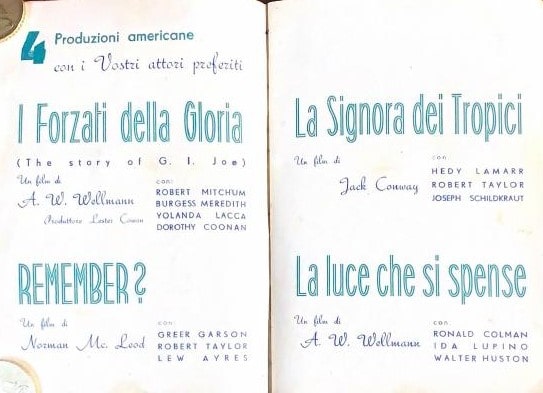 4 Produzioni americane
con i Vostri attori preferiti
I Forzati della Gloria
(The story of G. I. Joe)
Un film di
A. W. Wellmann
Produttore Lester Cowan
con:
ROBERT MITCHUM
BURGESS MEREDITH
YOLANDA LACCA
DOROTHY COONAN
REMEMBER?
Un film di
Norman Mc. Leod
con:
GREER GARSON
ROBERT TAYLOR
LEW AYRES
La Signora dei Tropici
Un film di
Jack Conway
con
HEDY LAMARR
ROBERT TAYLOR
JOSEPH SCHILDKRAUT
La luce che si spense
Un film di
A. W. Wellmann
con:
RONALD COLMAN
IDA LUPINO
WALTER HUSTON